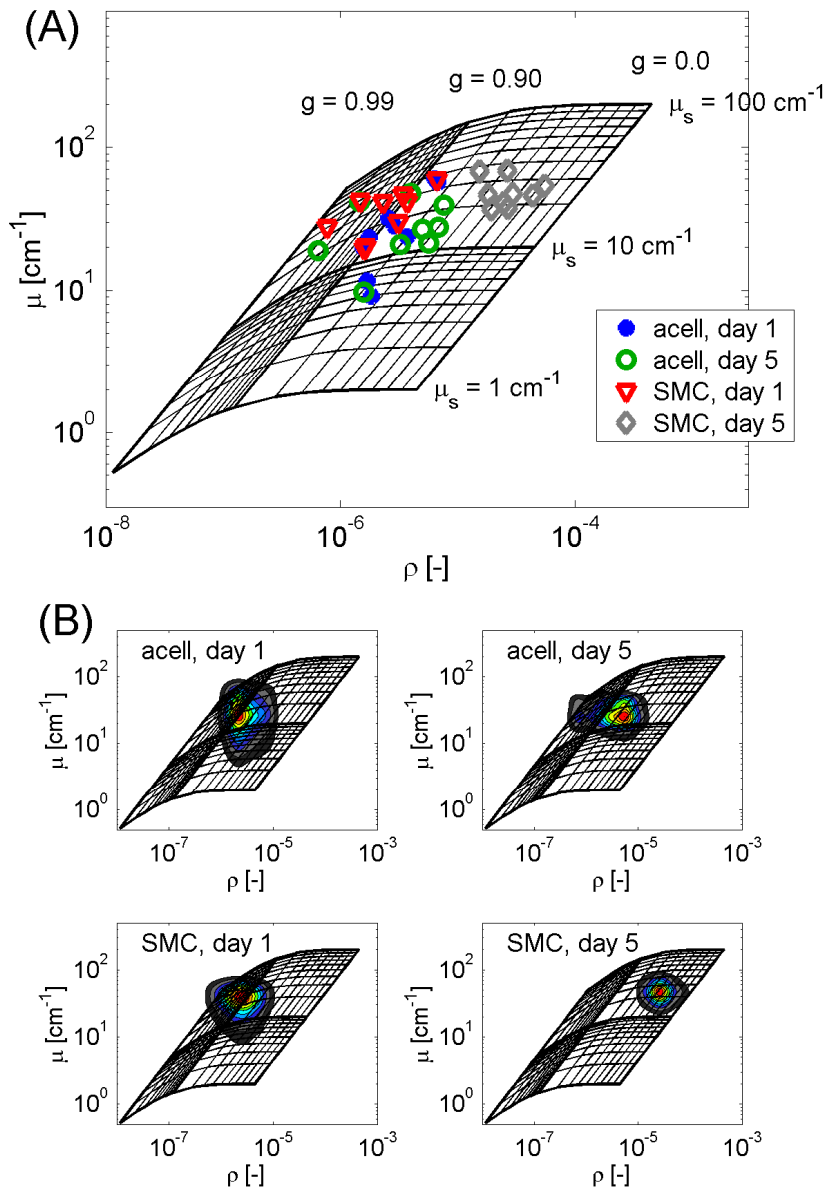 (A)
g = 0.0
g = 0.90
g = 0.99
μs = 100 cm-1
10^2
μs = 10 cm-1
μ [cm-1]
10^1
acell, day 1
acell, day 5
SMC, day 1
SMC, day 5
μs = 1 cm-1
10^0
10^-8
10^-6
10^-4
ρ [-]
(B)
acell, day 1
10^2
μ [cm-1]
10^1
10^0
10^-7
10^-5
10^-3
ρ [-]
acell, day 5
10^2
μ [cm-1]
10^1
10^0
10^-7
10^-5
10^-3
ρ [-]
SMC, day 1
10^2
μ [cm-1]
10^1
10^0
10^-7
10^-5
10^-3
ρ [-]
SMC, day 5
10^2
μ [cm-1]
10^1
10^0
10^-7
10^-5
10^-3
ρ [-]